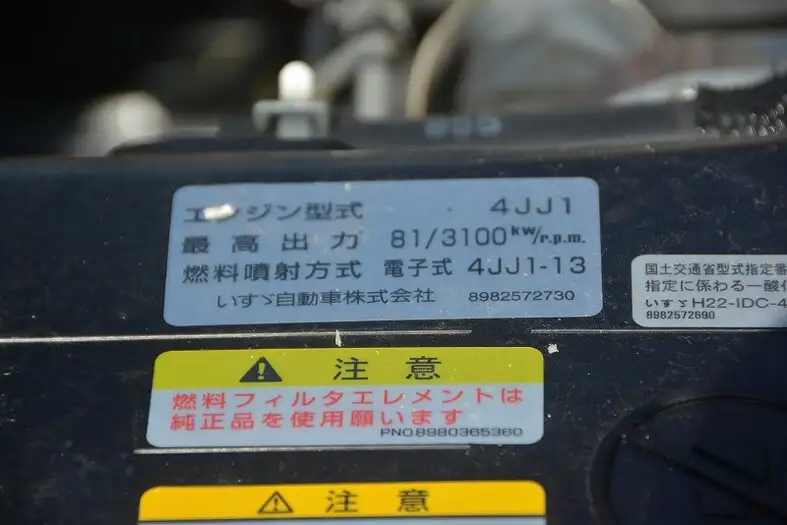 エンジン型式 4JJ1
最高出力 81/3100kW/r.p.m.
燃料噴射方式 電子式 4JJ1-13
いすゞ自動車株式会社 8982572730
国土交通省型式指定番
指定に係わる一酸化
いすゞH22-IDC-4
8982572690
⚠ 注意
燃料フィルタエレメントは
純正品を使用願います
PNO.8980365360
⚠ 注意